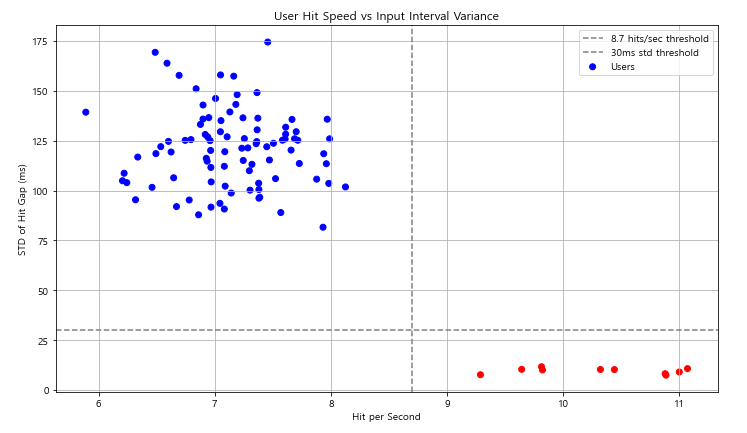 User Hit Speed vs Input Interval Variance
8.7 hits/sec threshold
30ms std threshold
Users
STD of Hit Gap (ms)
175
150
125
100
75
50
25
0
6
7
8
9
10
11
Hit per Second